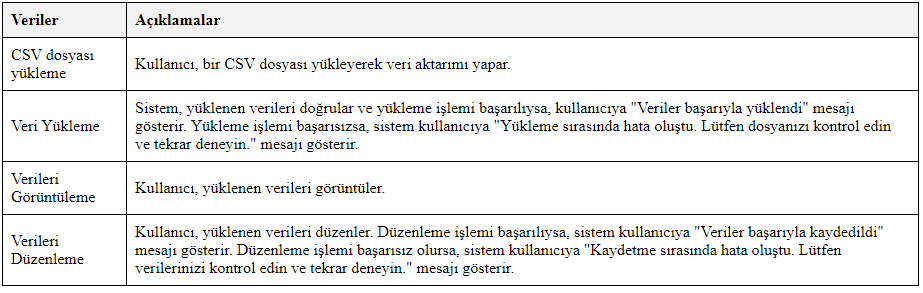 Veriler
Açıklamalar
CSV dosyası
yükleme
Kullanıcı, bir CSV dosyası yükleyerek veri aktarımı yapar.
Veri Yükleme
Sistem, yüklenen verileri doğrular ve yükleme işlemi başarılıysa, kullanıcıya "Veriler başarıyla yüklendi" mesajı
gösterir. Yükleme işlemi başarısızsa, sistem kullanıcıya "Yükleme sırasında hata oluştu. Lütfen dosyanızı kontrol edin
ve tekrar deneyin." mesajı gösterir.
Verileri
Görüntüleme
Kullanıcı, yüklenen verileri görüntüler.
Verileri
Düzenleme
Kullanıcı, yüklenen verileri düzenler. Düzenleme işlemi başarılıysa, sistem kullanıcıya "Veriler başarıyla kaydedildi"
mesajı gösterir. Düzenleme işlemi başarısız olursa, sistem kullanıcıya "Kaydetme sırasında hata oluştu. Lütfen
verilerinizi kontrol edin ve tekrar deneyin." mesajı gösterir.